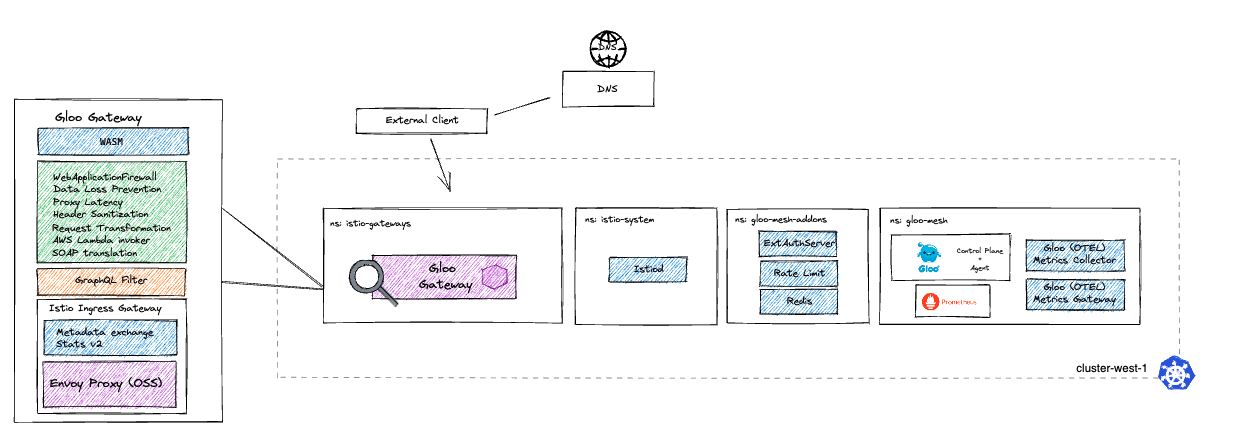 DNS
DNS
External Client
Gloo Gateway
WASM
WebApplicationFirewall
Data Loss Prevention
Proxy Latency
Header Sanitization
Request Transformation
AWS Lambda invoker
SOAP translation
GraphQL Filter
Istio Ingress Gateway
Metadata exchange
Stats v2
Envoy Proxy (OSS)
ns: istio-gateways
Gloo
Gateway
ns: istio-system
Istiod
ns: gloo-mesh-addons
ExtAuthServer
Rate Limit
Redis
ns: gloo-mesh
Gloo
Control Plane
+
Agent
Prometheus
Gloo (OTEL)
Metrics Collector
Gloo (OTEL)
Metrics Gateway
cluster-west-1